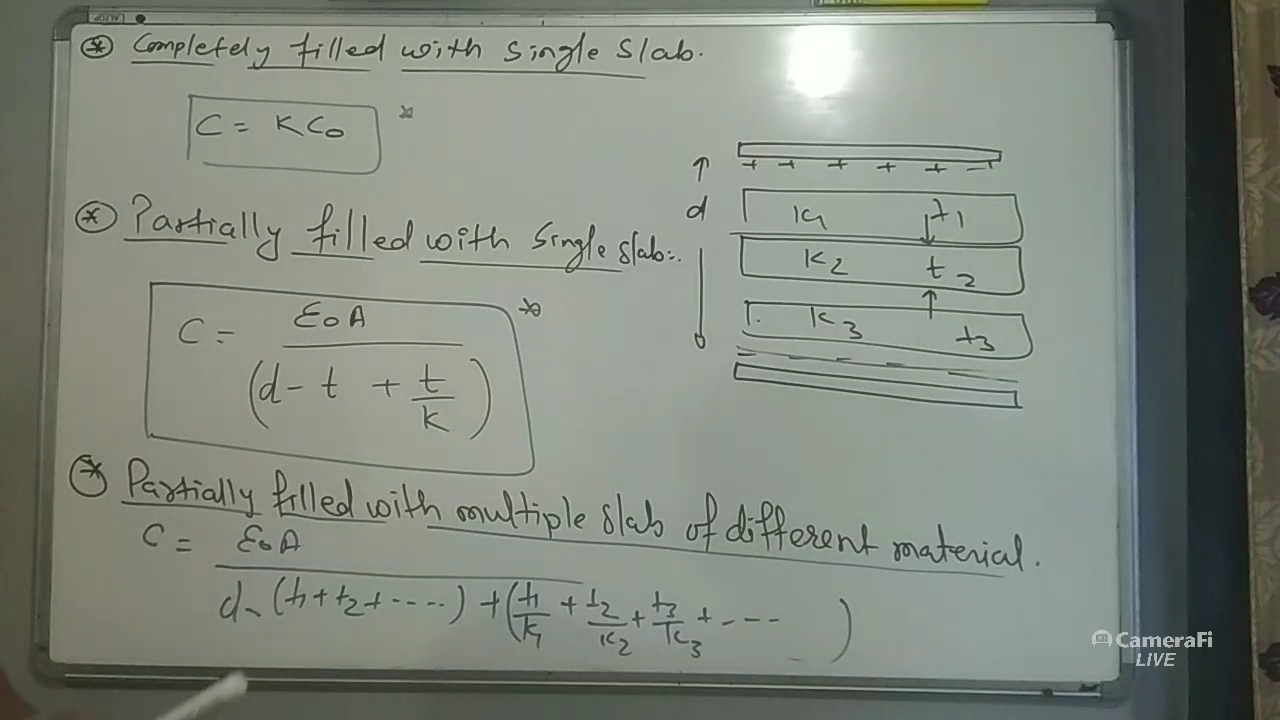 * Completely filled with single slab.
C = KC₀ *
* Partially filled with single slab:.
C = ε₀A / (d - t + t/k) *
* Partially filled with multiple slab of different material.
C = ε₀A / d - (t₁ + t₂ + ....) + (t₁/k₁ + t₂/k₂ + t₃/k₃ + - - - )
+ + + + + -
d
k₁ t₁
k₂ t₂
k₃ t₃
CameraFi
LIVE